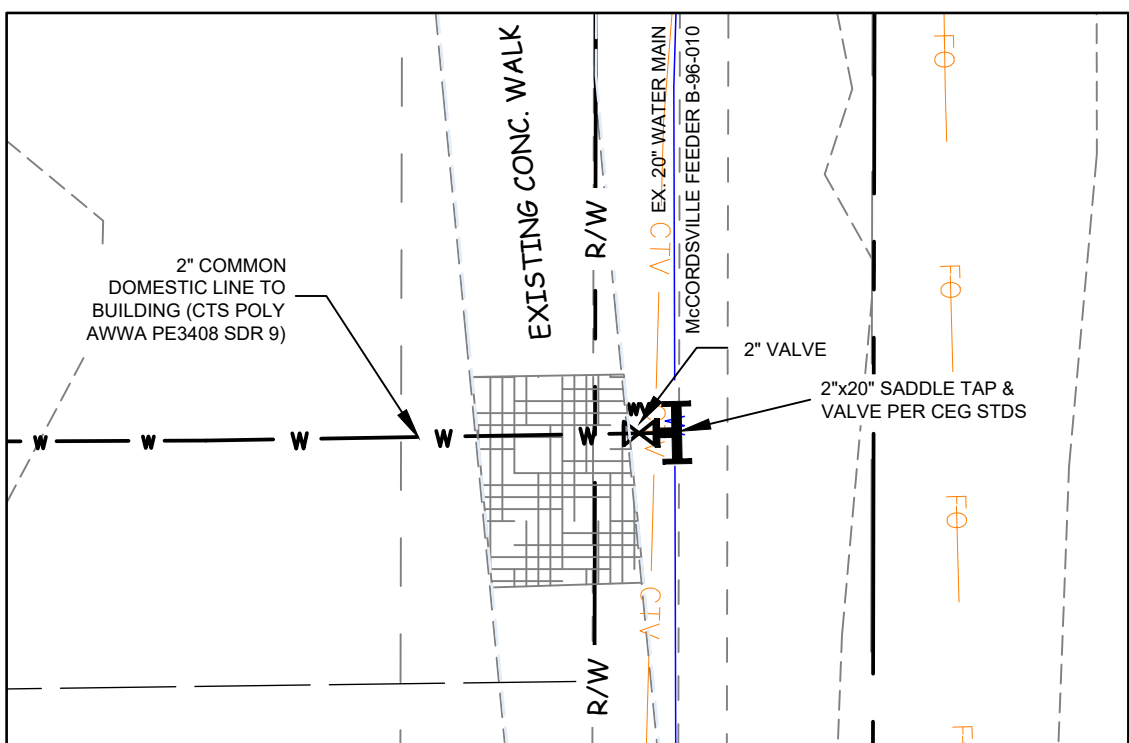 EXISTING CONC. WALK
R/W
EX. 20" WATER MAIN
McCORDSVILLE FEEDER B-96-010
CTV
FO
2" COMMON
DOMESTIC LINE TO
BUILDING (CTS POLY
AWWA PE3408 SDR 9)
FO
2" VALVE
2"x20" SADDLE TAP &
VALVE PER CEG STDS
WV
W
W
W
W
W
FO
CTV
R/W
FO